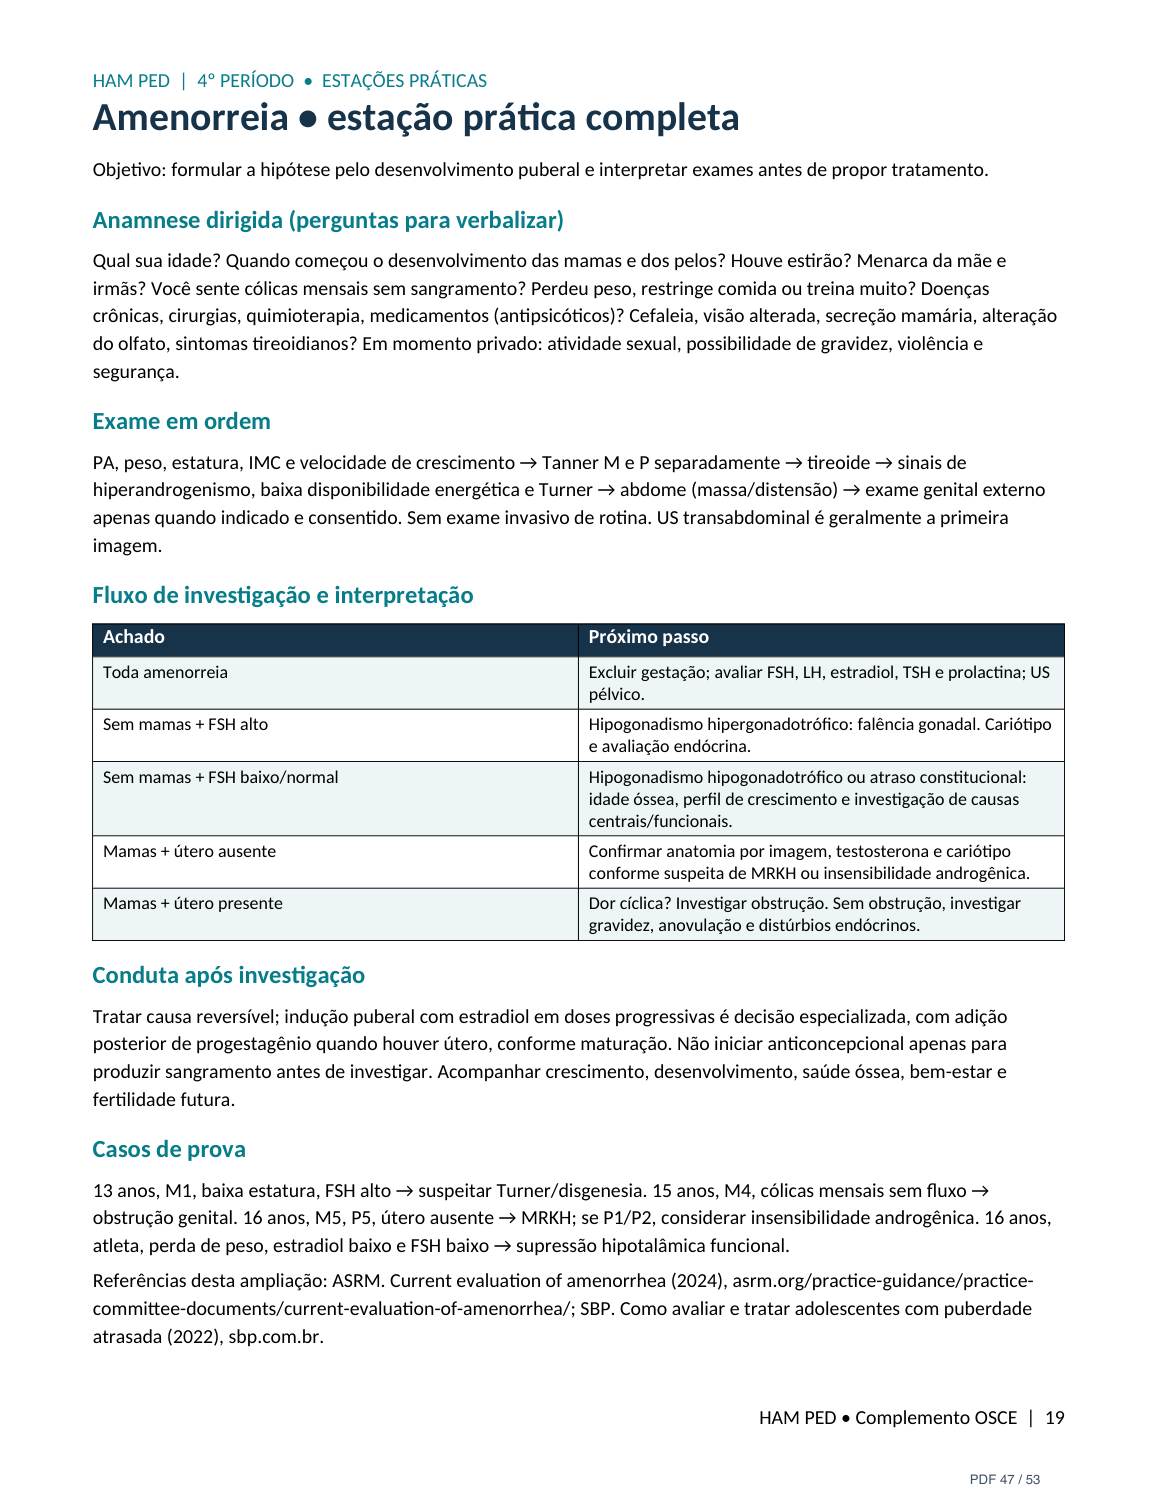 HAM PED | 4º PERÍODO • ESTAÇÕES PRÁTICAS
Amenorreia • estação prática completa
Objetivo: formular a hipótese pelo desenvolvimento puberal e interpretar exames antes de propor tratamento.
Anamnese dirigida (perguntas para verbalizar)
Qual sua idade? Quando começou o desenvolvimento das mamas e dos pelos? Houve estirão? Menarca da mãe e
irmãs? Você sente cólicas mensais sem sangramento? Perdeu peso, restringe comida ou treina muito? Doenças
crônicas, cirurgias, quimioterapia, medicamentos (antipsicóticos)? Cefaleia, visão alterada, secreção mamária, alteração
do olfato, sintomas tireoidianos? Em momento privado: atividade sexual, possibilidade de gravidez, violência e
segurança.
Exame em ordem
PA, peso, estatura, IMC e velocidade de crescimento → Tanner M e P separadamente → tireoide → sinais de
hiperandrogenismo, baixa disponibilidade energética e Turner → abdome (massa/distensão) → exame genital externo
apenas quando indicado e consentido. Sem exame invasivo de rotina. US transabdominal é geralmente a primeira
imagem.
Fluxo de investigação e interpretação
Achado
Próximo passo
Toda amenorreia
Excluir gestação; avaliar FSH, LH, estradiol, TSH e prolactina; US
pélvico.
Sem mamas + FSH alto
Hipogonadismo hipergonadotrófico: falência gonadal. Cariótipo
e avaliação endócrina.
Sem mamas + FSH baixo/normal
Hipogonadismo hipogonadotrófico ou atraso constitucional:
idade óssea, perfil de crescimento e investigação de causas
centrais/funcionais.
Mamas + útero ausente
Confirmar anatomia por imagem, testosterona e cariótipo
conforme suspeita de MRKH ou insensibilidade androgênica.
Mamas + útero presente
Dor cíclica? Investigar obstrução. Sem obstrução, investigar
gravidez, anovulação e distúrbios endócrinos.
Conduta após investigação
Tratar causa reversível; indução puberal com estradiol em doses progressivas é decisão especializada, com adição
posterior de progestagênio quando houver útero, conforme maturação. Não iniciar anticoncepcional apenas para
produzir sangramento antes de investigar. Acompanhar crescimento, desenvolvimento, saúde óssea, bem-estar e
fertilidade futura.
Casos de prova
13 anos, M1, baixa estatura, FSH alto → suspeitar Turner/disgenesia. 15 anos, M4, cólicas mensais sem fluxo →
obstrução genital. 16 anos, M5, P5, útero ausente → MRKH; se P1/P2, considerar insensibilidade androgênica. 16 anos,
atleta, perda de peso, estradiol baixo e FSH baixo → supressão hipotalâmica funcional.
Referências desta ampliação: ASRM. Current evaluation of amenorrhea (2024), asrm.org/practice-guidance/practice-
committee-documents/current-evaluation-of-amenorrhea/; SBP. Como avaliar e tratar adolescentes com puberdade
atrasada (2022), sbp.com.br.
HAM PED • Complemento OSCE | 19
PDF 47 / 53